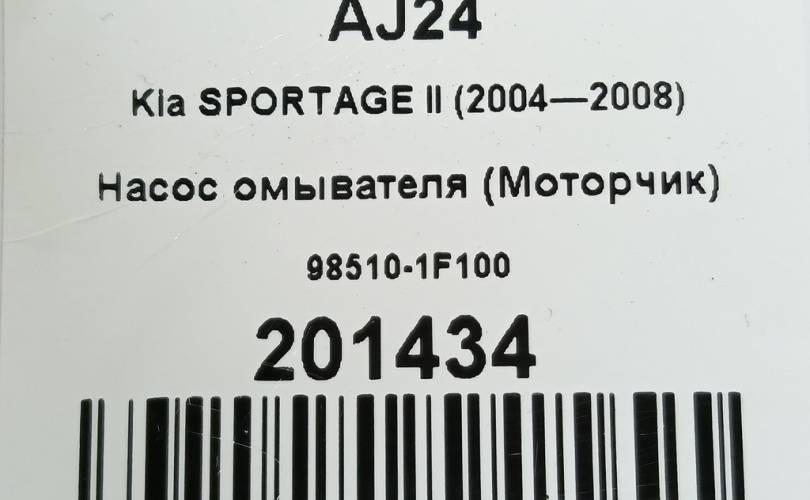 AJ24
Kia SPORTAGE II (2004—2008)
Насос омывателя (Моторчик)
98510-1F100
201434